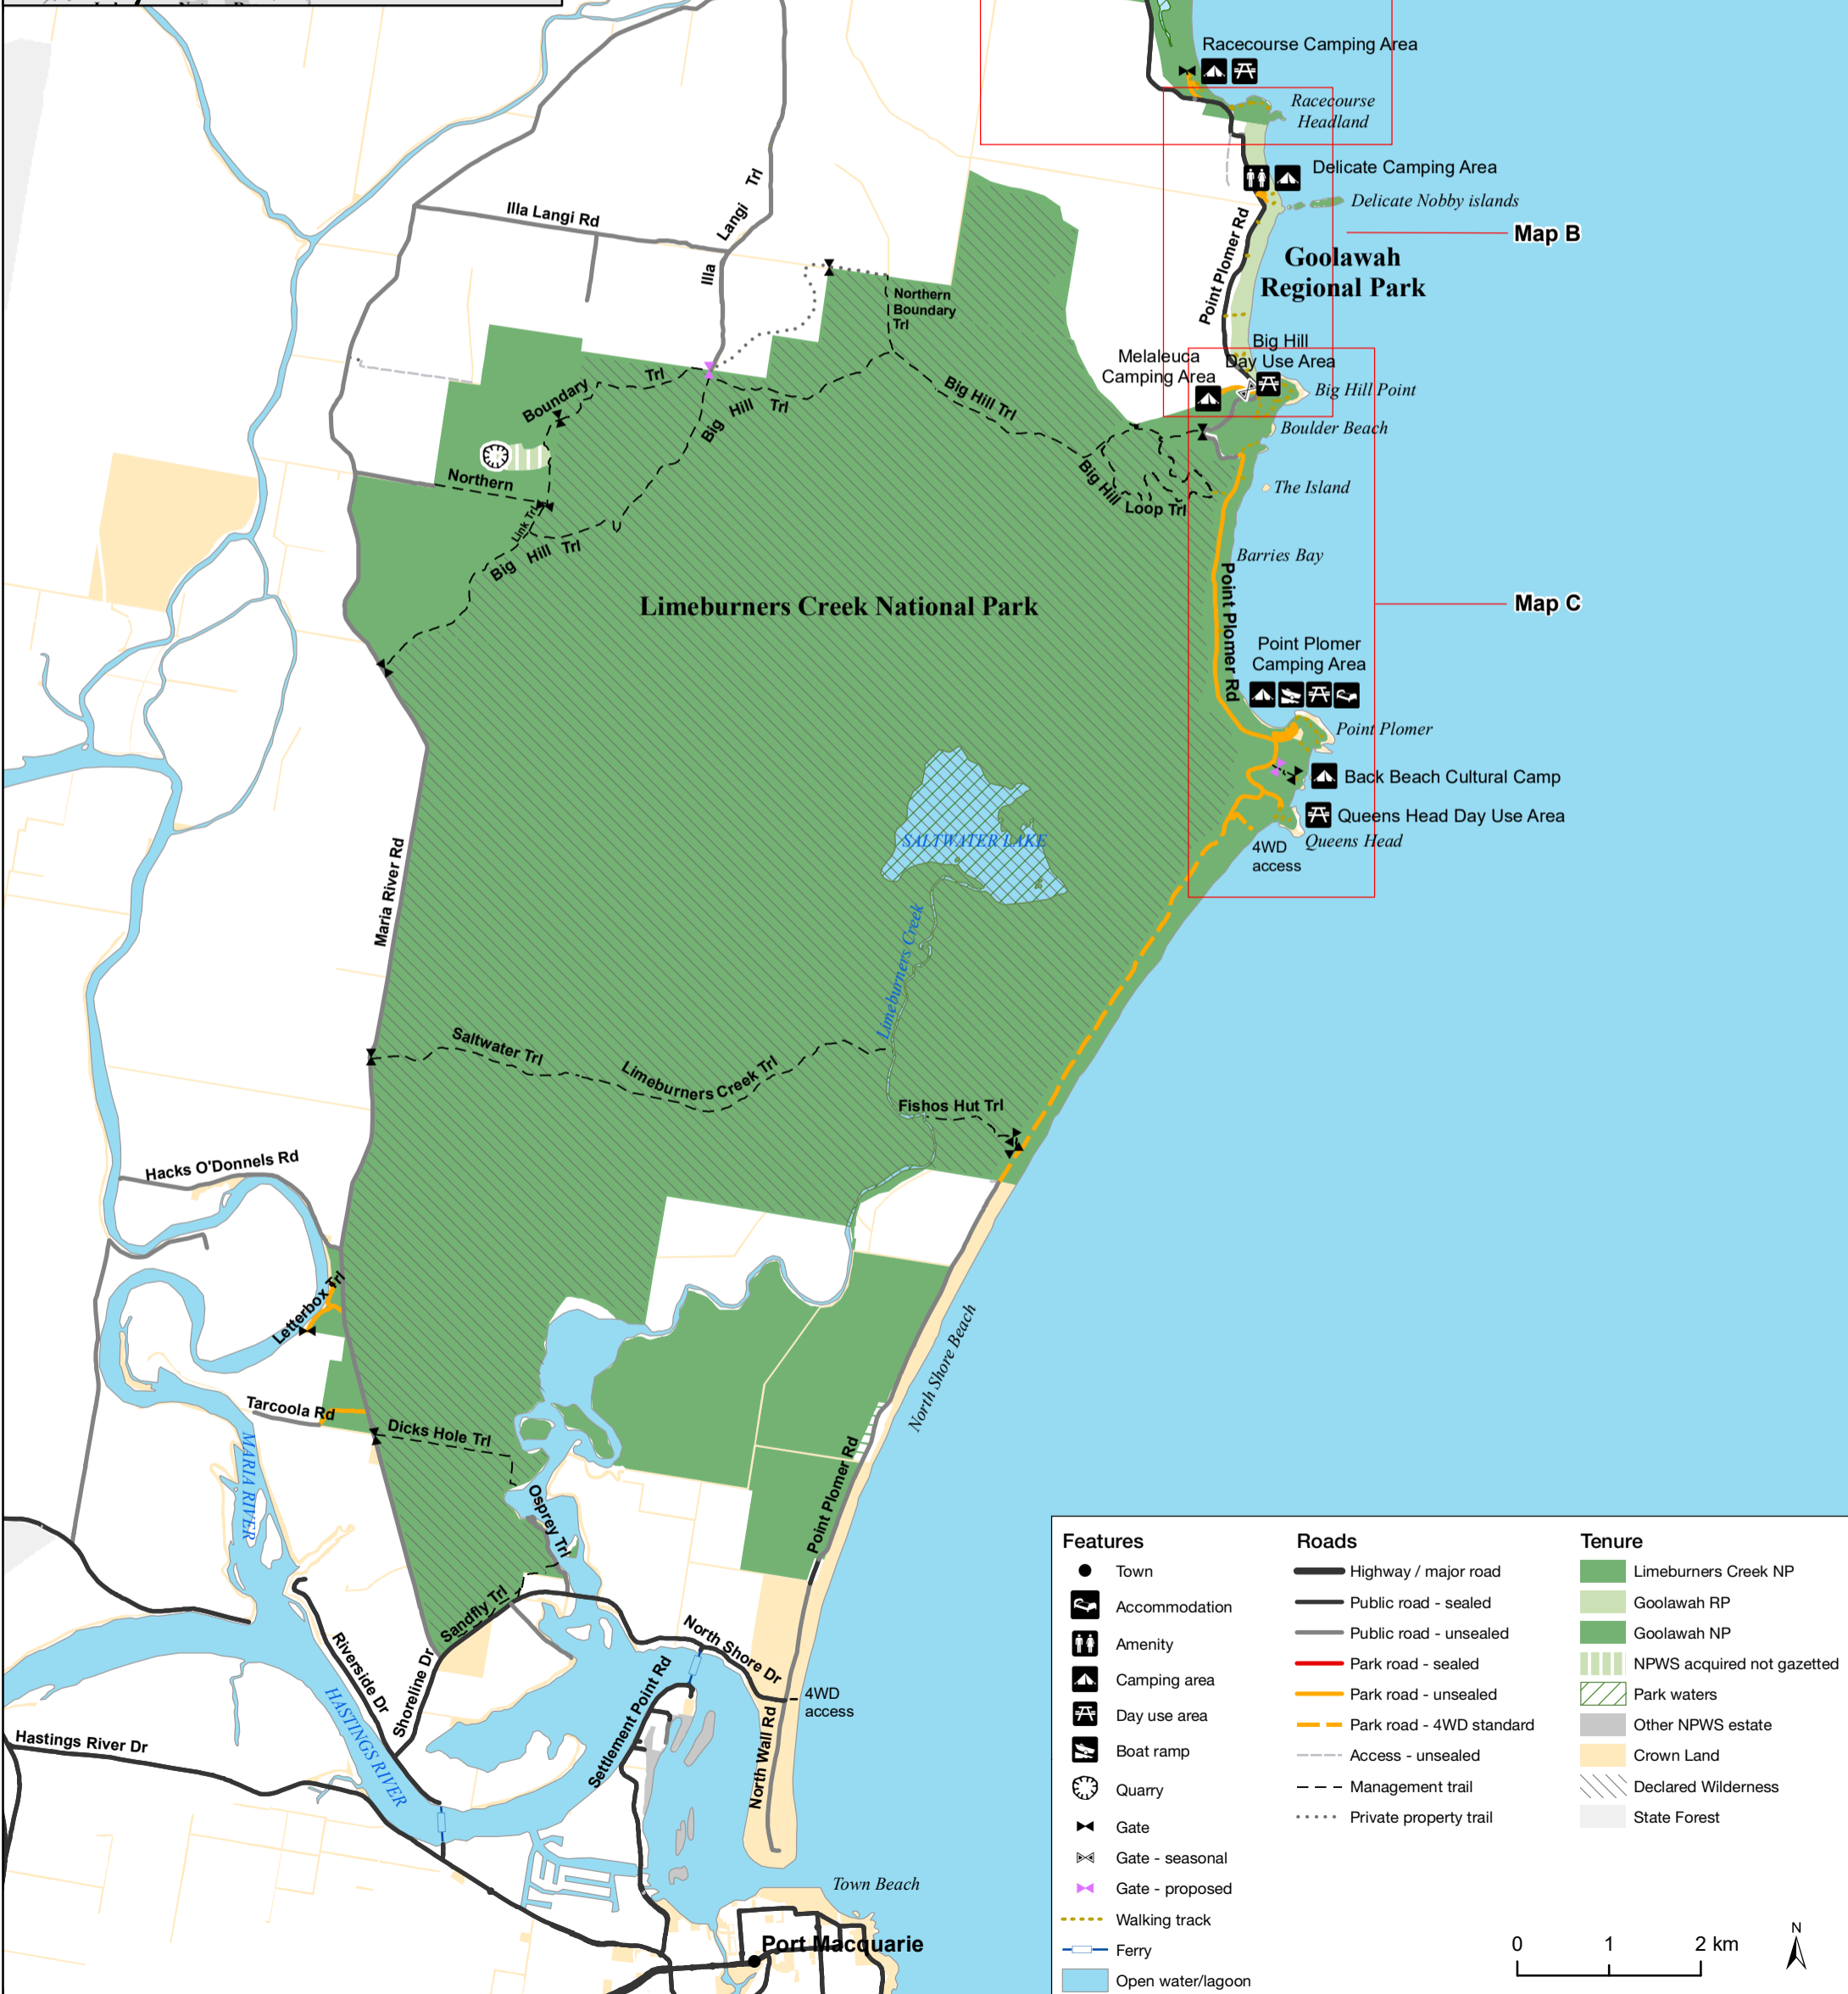 Racecourse Camping Area
Racecourse
Headland
Delicate Camping Area
Delicate Nobby islands
Map B
Goolawah
Regional Park
Illa Langi Rd
Illa Langi Trl
Point Plomer Rd
Northern
Boundary
Trl
Big Hill
Day Use Area
Melaleuca
Camping Area
Big Hill Point
Boundary Trl
Big Hill Trl
Big Hill Trl
Boulder Beach
Northern
Link Trl
Big Hill Trl
Big Hill
Loop Trl
The Island
Barries Bay
Point Plomer Rd
Limeburners Creek National Park
Map C
Point Plomer
Camping Area
Point Plomer
Back Beach Cultural Camp
Queens Head Day Use Area
Queens Head
4WD
access
SALTWATER LAKE
Maria River Rd
Limeburners Creek
Saltwater Trl
Limeburners Creek Trl
Fishos Hut Trl
Hacks O'Donnels Rd
Letterbox Trl
North Shore Beach
Tarcoola Rd
Dicks Hole Trl
MARIA RIVER
Osprey Trl
Point Plomer Rd
Sandfly Trl
North Shore Dr
Riverside Dr
Shoreline Dr
HASTINGS RIVER
Settlement Point Rd
4WD
access
North Wall Rd
Hastings River Dr
Town Beach
Port Macquarie
Features
Town
Accommodation
Amenity
Camping area
Day use area
Boat ramp
Quarry
Gate
Gate - seasonal
Gate - proposed
Walking track
Ferry
Open water/lagoon
Roads
Highway / major road
Public road - sealed
Public road - unsealed
Park road - sealed
Park road - unsealed
Park road - 4WD standard
Access - unsealed
Management trail
Private property trail
Tenure
Limeburners Creek NP
Goolawah RP
Goolawah NP
NPWS acquired not gazetted
Park waters
Other NPWS estate
Crown Land
Declared Wilderness
State Forest
0 1 2 km
N